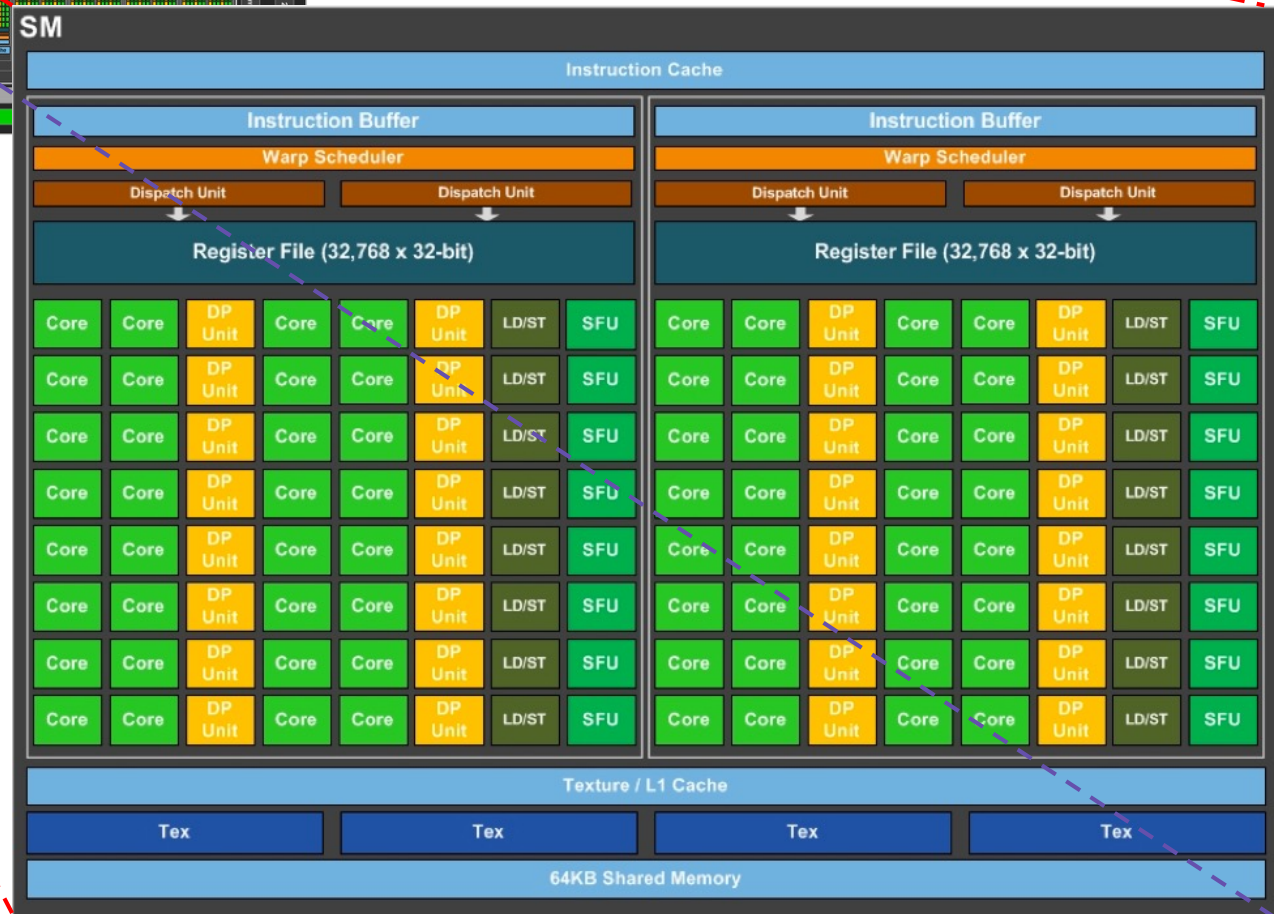 SM
Instruction Cache
Instruction Buffer Instruction Buffer
Warp Scheduler Warp Scheduler
Dispatch Unit Dispatch Unit Dispatch Unit Dispatch Unit
Register File (32,768 x 32-bit) Register File (32,768 x 32-bit)
Core Core DP Unit Core Core DP Unit LD/ST SFU Core Core DP Unit Core Core DP Unit LD/ST SFU
Core Core DP Unit Core Core DP Unit LD/ST SFU Core Core DP Unit Core Core DP Unit LD/ST SFU
Core Core DP Unit Core Core DP Unit LD/ST SFU Core Core DP Unit Core Core DP Unit LD/ST SFU
Core Core DP Unit Core Core DP Unit LD/ST SFU Core Core DP Unit Core Core DP Unit LD/ST SFU
Core Core DP Unit Core Core DP Unit LD/ST SFU Core Core DP Unit Core Core DP Unit LD/ST SFU
Core Core DP Unit Core Core DP Unit LD/ST SFU Core Core DP Unit Core Core DP Unit LD/ST SFU
Core Core DP Unit Core Core DP Unit LD/ST SFU Core Core DP Unit Core Core DP Unit LD/ST SFU
Core Core DP Unit Core Core DP Unit LD/ST SFU Core Core DP Unit Core Core DP Unit LD/ST SFU
Texture / L1 Cache
Tex Tex Tex Tex
64KB Shared Memory